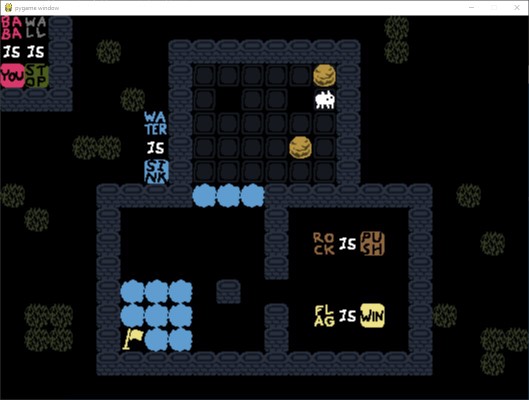 pygame window
BABA WALL
IS IS
YOU STOP
WATER
IS
SINK
ROCK IS PUSH
FLAG IS WIN